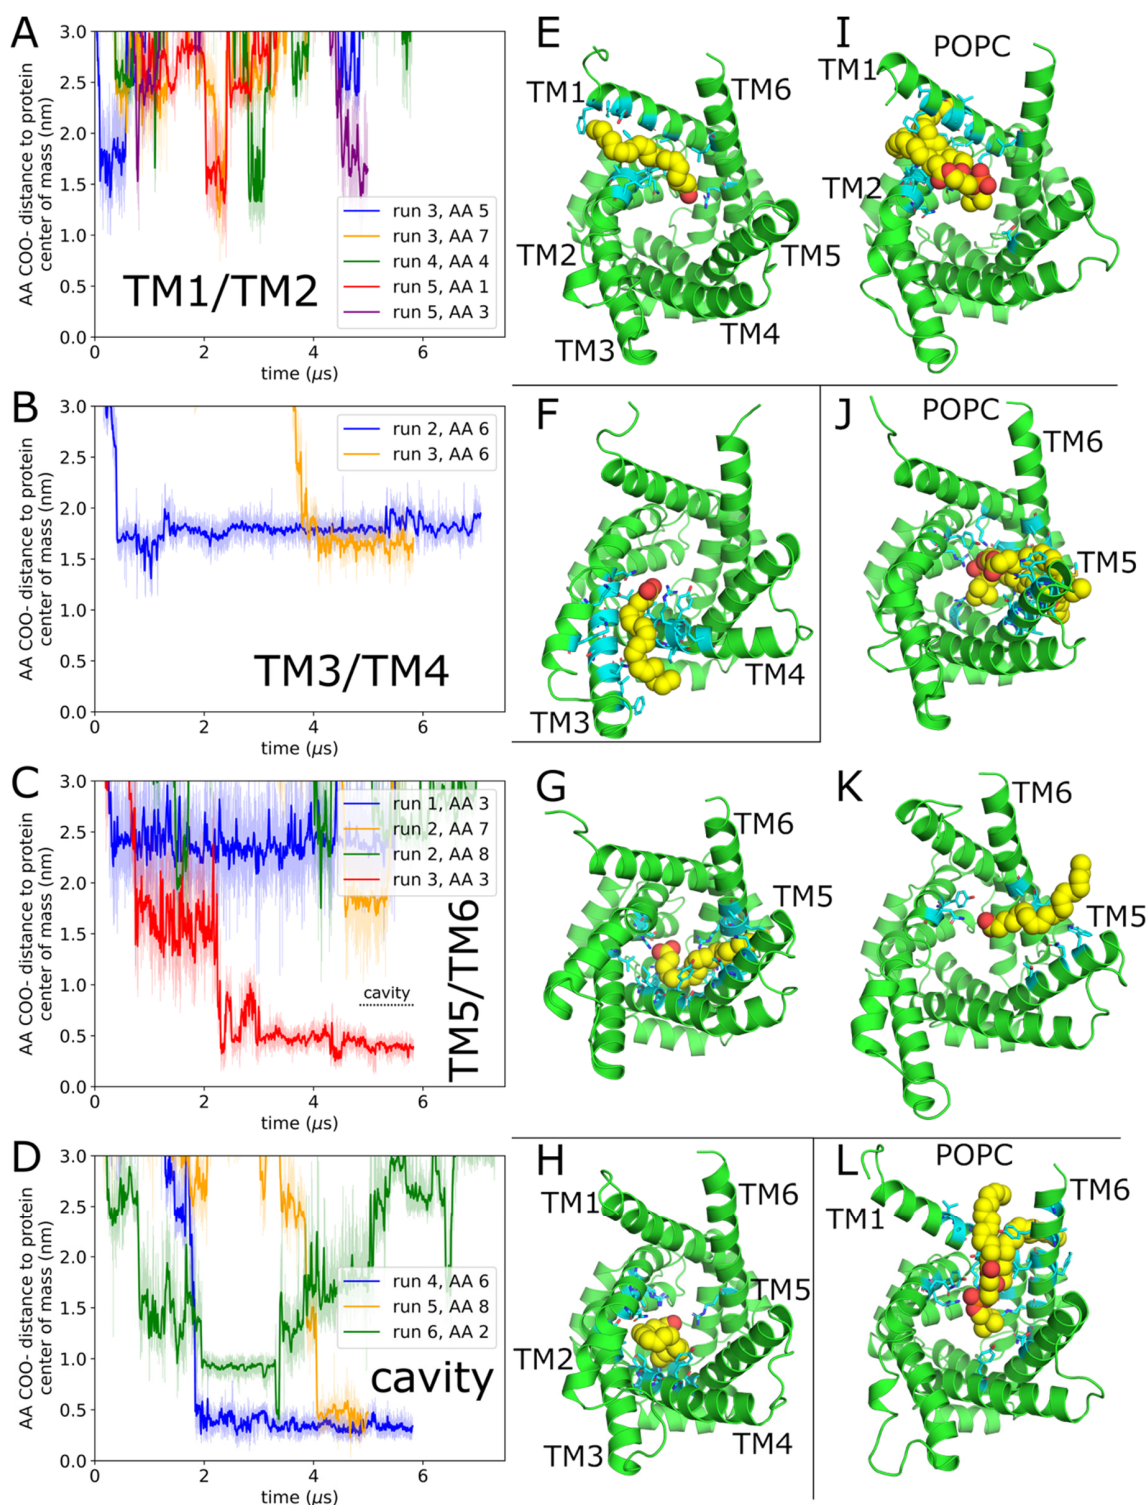 A
3.0
2.5
2.0
1.5
1.0
0.5
0.0
AA COO- distance to protein
center of mass (nm)
run 3, AA 5
run 3, AA 7
run 4, AA 4
run 5, AA 1
run 5, AA 3
TM1/TM2
0 2 4 6
time (μs)
E
TM1
TM6
TM2
TM5
TM4
TM3
I
POPC
TM1
TM2
B
3.0
2.5
2.0
1.5
1.0
0.5
0.0
AA COO- distance to protein
center of mass (nm)
run 2, AA 6
run 3, AA 6
TM3/TM4
0 2 4 6
time (μs)
F
TM4
TM3
J
POPC
TM6
TM5
C
3.0
2.5
2.0
1.5
1.0
0.5
0.0
AA COO- distance to protein
center of mass (nm)
run 1, AA 3
run 2, AA 7
run 2, AA 8
run 3, AA 3
cavity
TM5/TM6
0 2 4 6
time (μs)
G
TM6
TM5
K
TM6
TM5
D
3.0
2.5
2.0
1.5
1.0
0.5
0.0
AA COO- distance to protein
center of mass (nm)
run 4, AA 6
run 5, AA 8
run 6, AA 2
cavity
0 2 4 6
time (μs)
H
TM1
TM6
TM5
TM2
TM4
TM3
L
POPC
TM6
TM1